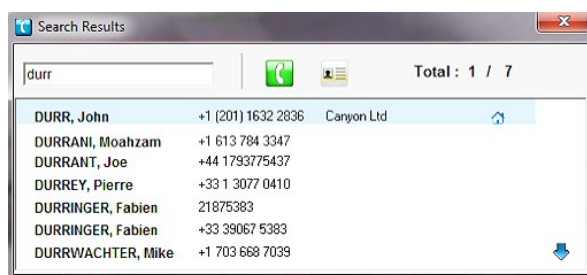 Search Results
durr
Total : 1 / 7
DURR, John +1 (201) 1632 2836 Canyon Ltd
DURRANI, Moahzam +1 613 784 3347
DURRANT, Joe +44 1793775437
DURREY, Pierre +33 1 3077 0410
DURRINGER, Fabien 21875383
DURRINGER, Fabien +33 39067 5383
DURRWACHTER, Mike +1 703 668 7039